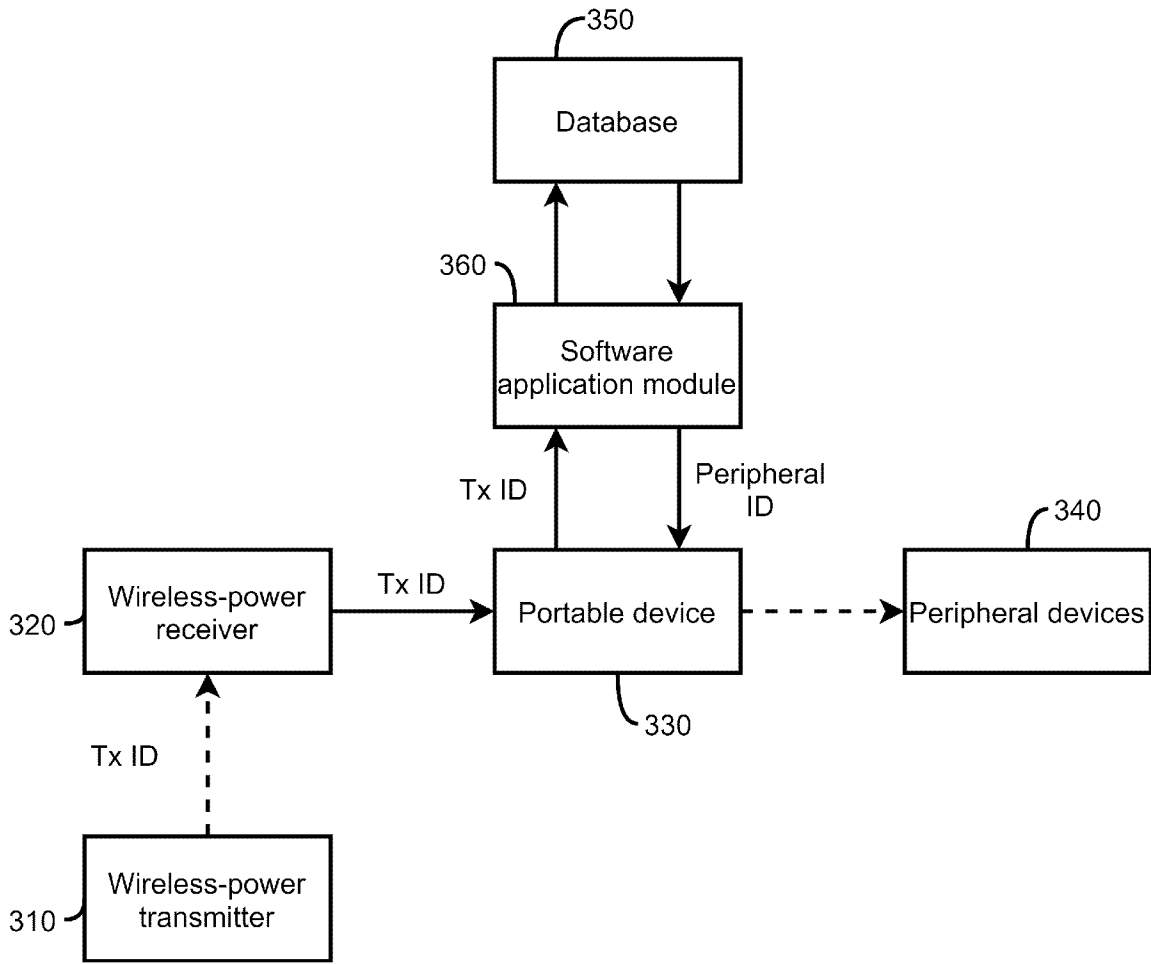 350
Database
360
Software
application module
Tx ID
Peripheral
ID
340
Wireless-power
receiver
320
Tx ID
Portable device
Peripheral devices
330
Tx ID
Wireless-power
transmitter
310